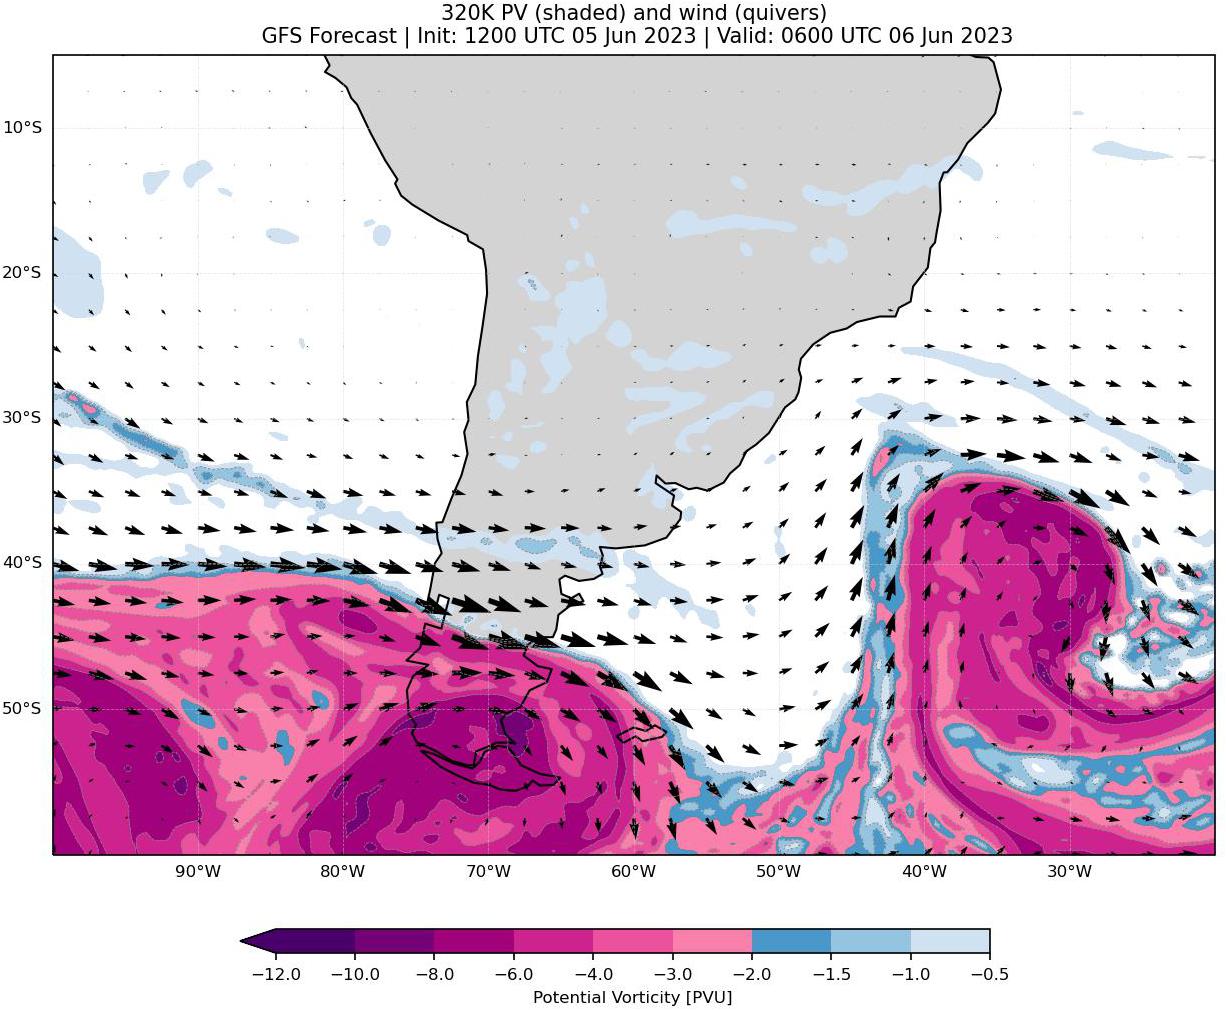 320K PV (shaded) and wind (quivers)
GFS Forecast | Init: 1200 UTC 05 Jun 2023 | Valid: 0600 UTC 06 Jun 2023
10°S
20°S
30°S
40°S
50°S
90°W 80°W 70°W 60°W 50°W 40°W 30°W
−12.0 −10.0 −8.0 −6.0 −4.0 −3.0 −2.0 −1.5 −1.0 −0.5
Potential Vorticity [PVU]